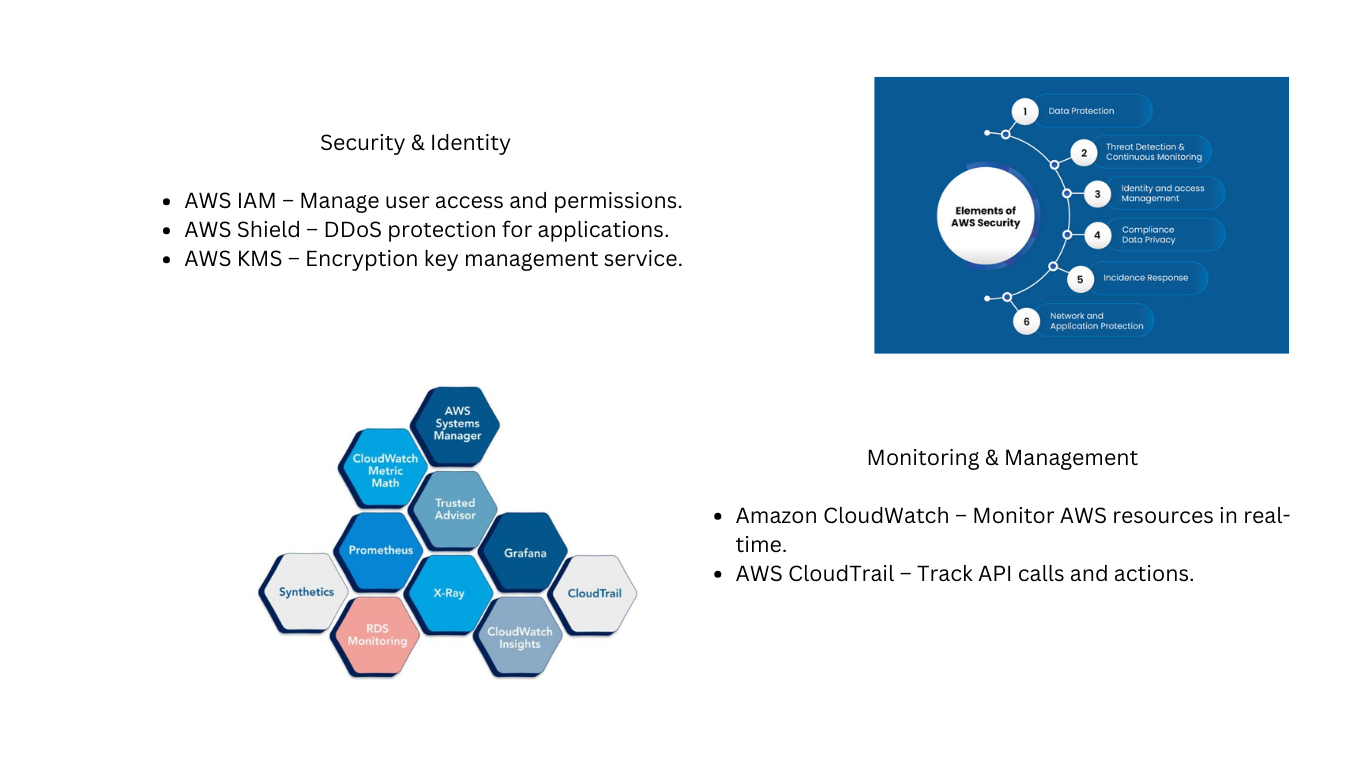 Security & Identity
• AWS IAM – Manage user access and permissions.
• AWS Shield – DDoS protection for applications.
• AWS KMS – Encryption key management service.
Elements of
AWS Security
1
Data Protection
2
Threat Detection &
Continuous Monitoring
3
Identity and access
Management
4
Compliance
Data Privacy
5
Incidence Response
6
Network and
Application Protection
AWS
Systems
Manager
CloudWatch
Metric
Math
Trusted
Advisor
Prometheus
Grafana
Synthetics
X-Ray
CloudTrail
RDS
Monitoring
CloudWatch
Insights
Monitoring & Management
• Amazon CloudWatch – Monitor AWS resources in real-
time.
• AWS CloudTrail – Track API calls and actions.